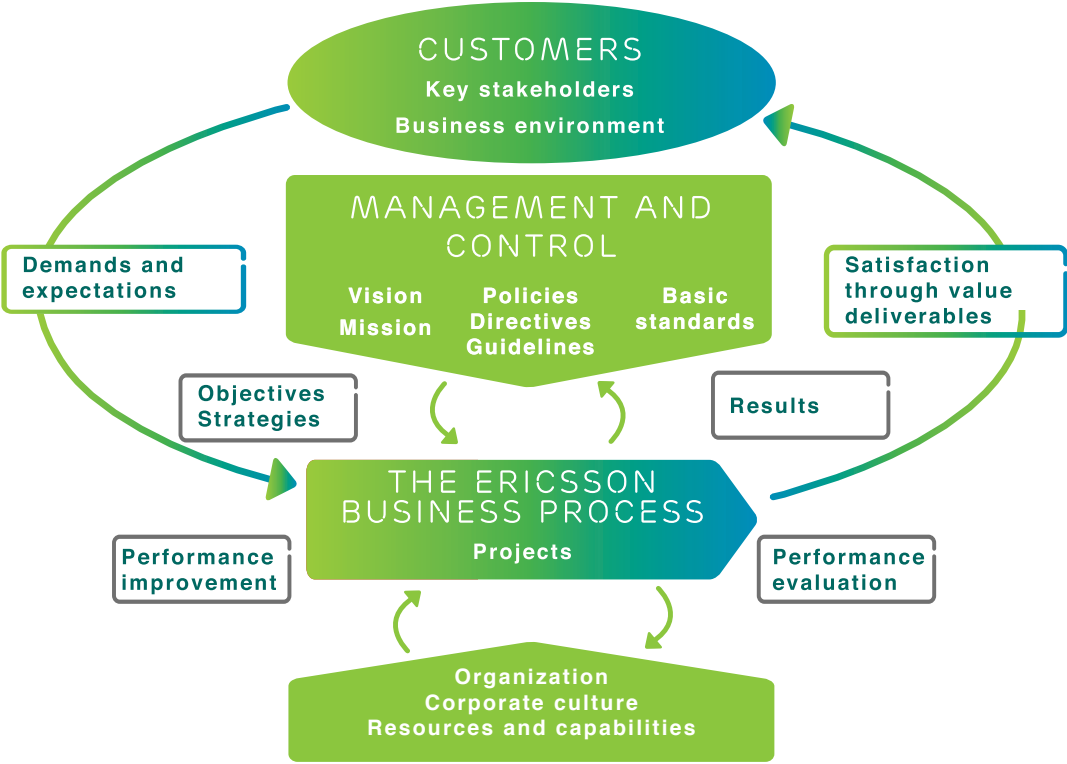 CUSTOMERS
Key stakeholders
Business environment
MANAGEMENT AND
CONTROL
Vision
Mission
Policies
Directives
Guidelines
Basic
standards
Demands and
expectations
Satisfaction
through value
deliverables
Objectives
Strategies
Results
THE ERICSSON
BUSINESS PROCESS
Projects
Performance
improvement
Performance
evaluation
Organization
Corporate culture
Resources and capabilities